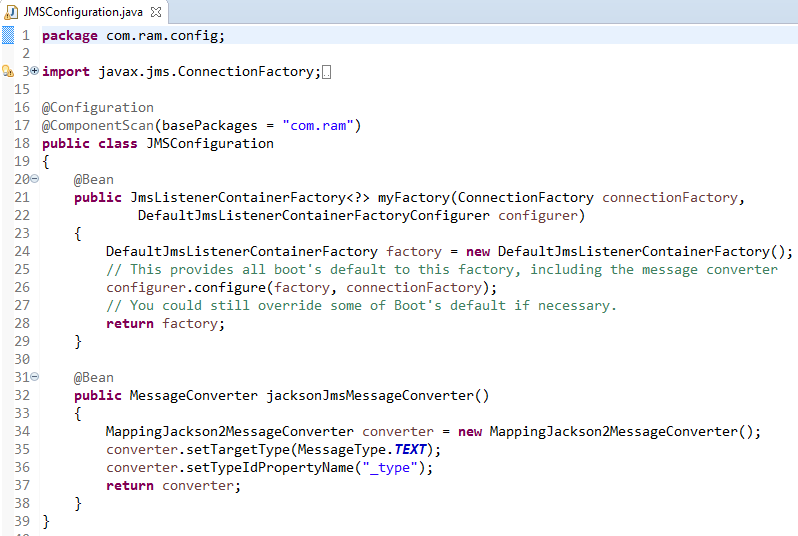 JMSConfiguration.java
1 package com.ram.config;
2
3 import javax.jms.ConnectionFactory;
15
16 @Configuration
17 @ComponentScan(basePackages = "com.ram")
18 public class JMSConfiguration
19 {
20     @Bean
21     public JmsListenerContainerFactory<?> myFactory(ConnectionFactory connectionFactory,
22             DefaultJmsListenerContainerFactoryConfigurer configurer)
23     {
24         DefaultJmsListenerContainerFactory factory = new DefaultJmsListenerContainerFactory();
25         // This provides all boot's default to this factory, including the message converter
26         configurer.configure(factory, connectionFactory);
27         // You could still override some of Boot's default if necessary.
28         return factory;
29     }
30
31     @Bean
32     public MessageConverter jacksonJmsMessageConverter()
33     {
34         MappingJackson2MessageConverter converter = new MappingJackson2MessageConverter();
35         converter.setTargetType(MessageType.TEXT);
36         converter.setTypeIdPropertyName("_type");
37         return converter;
38     }
39 }